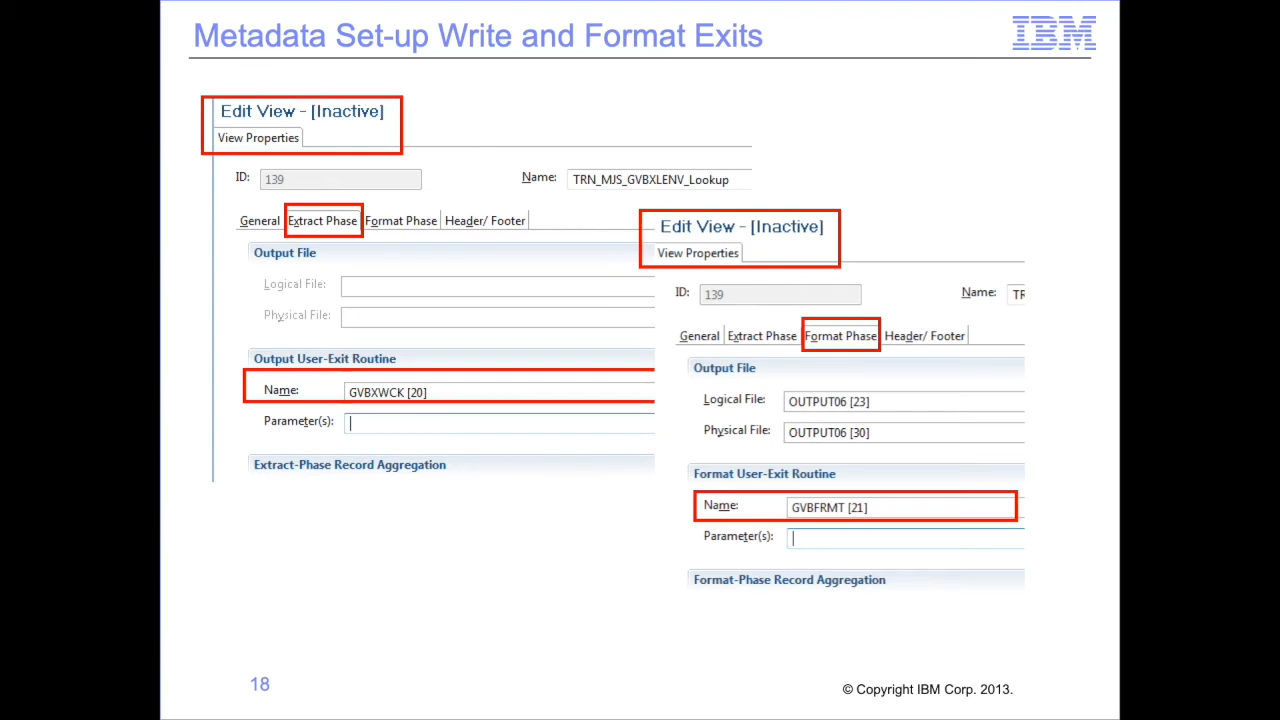 Metadata Set-up Write and Format Exits
IBM
Edit View - [Inactive]
View Properties
ID: 139 Name: TRN_MJS_GVBXLENV_Lookup
General Extract Phase Format Phase Header/ Footer
Output File
Logical File:
Physical File:
Output User-Exit Routine
Name: GVBXWCK [20]
Parameter(s):
Extract-Phase Record Aggregation
Edit View - [Inactive]
View Properties
ID: 139 Name: TR
General Extract Phase Format Phase Header/ Footer
Output File
Logical File: OUTPUT06 [23]
Physical File: OUTPUT06 [30]
Format User-Exit Routine
Name: GVBFRMT [21]
Parameter(s):
Format-Phase Record Aggregation
18
© Copyright IBM Corp. 2013.